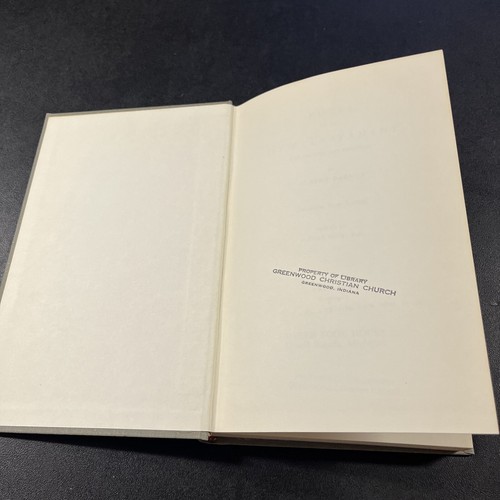 PROPERTY OF LIBRARY
GREENWOOD CHRISTIAN CHURCH
GREENWOOD, INDIANA